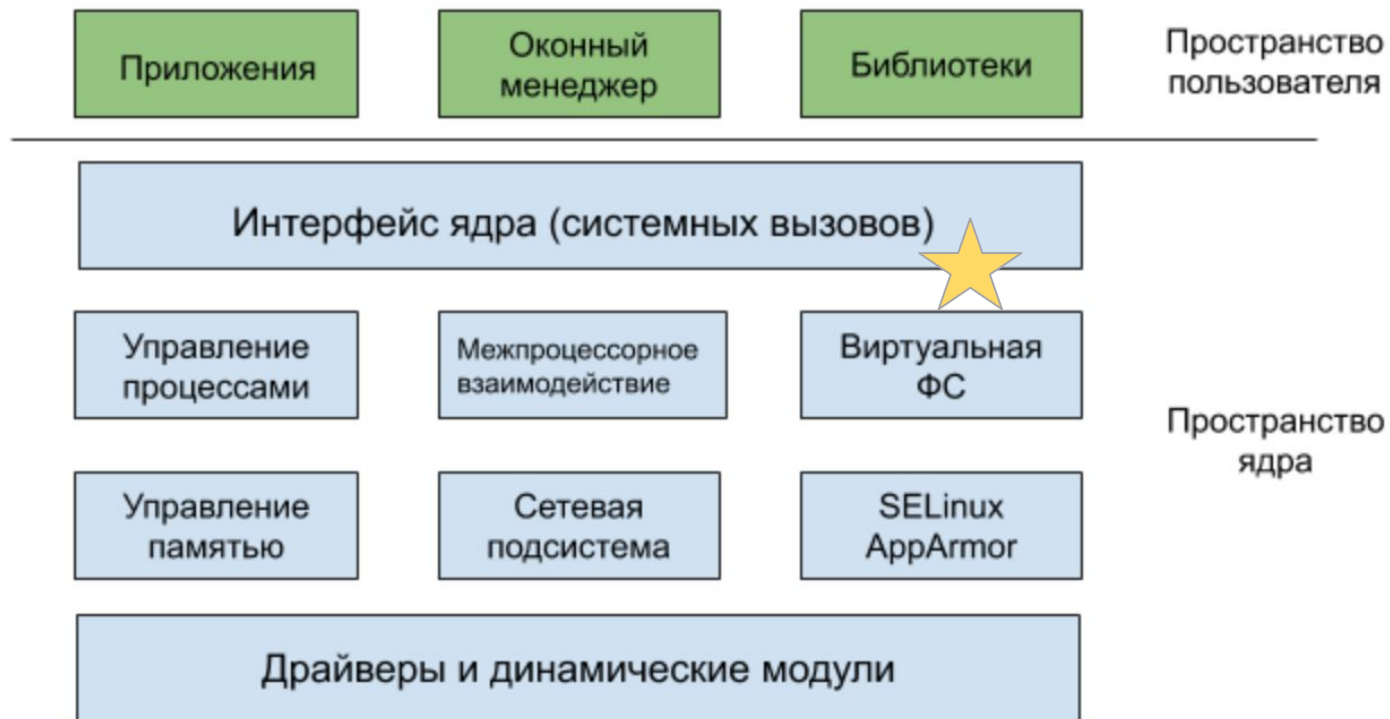 Приложения
Оконный
менеджер
Библиотеки
Пространство
пользователя
Интерфейс ядра (системных вызовов)
Управление
процессами
Межпроцессорное
взаимодействие
Виртуальная
ФС
Пространство
ядра
Управление
памятью
Сетевая
подсистема
SELinux
AppArmor
Драйверы и динамические модули